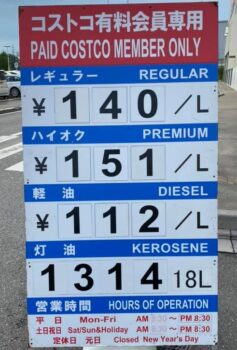 コストコ有料会員専用
PAID COSTCO MEMBER ONLY
レギュラー REGULAR
¥ 140 /L
ハイオク PREMIUM
¥ 151 /L
軽油 DIESEL
¥ 112 /L
灯油 KEROSENE
1314 18L
営業時間 HOURS OF OPERATION
平日 Mon-Fri AM 8:30 〜 PM 8:30
土日祝日 Sat/Sun&Holiday AM 8:30 〜 PM 8:30
定休日 元日 Closed New Year's Day